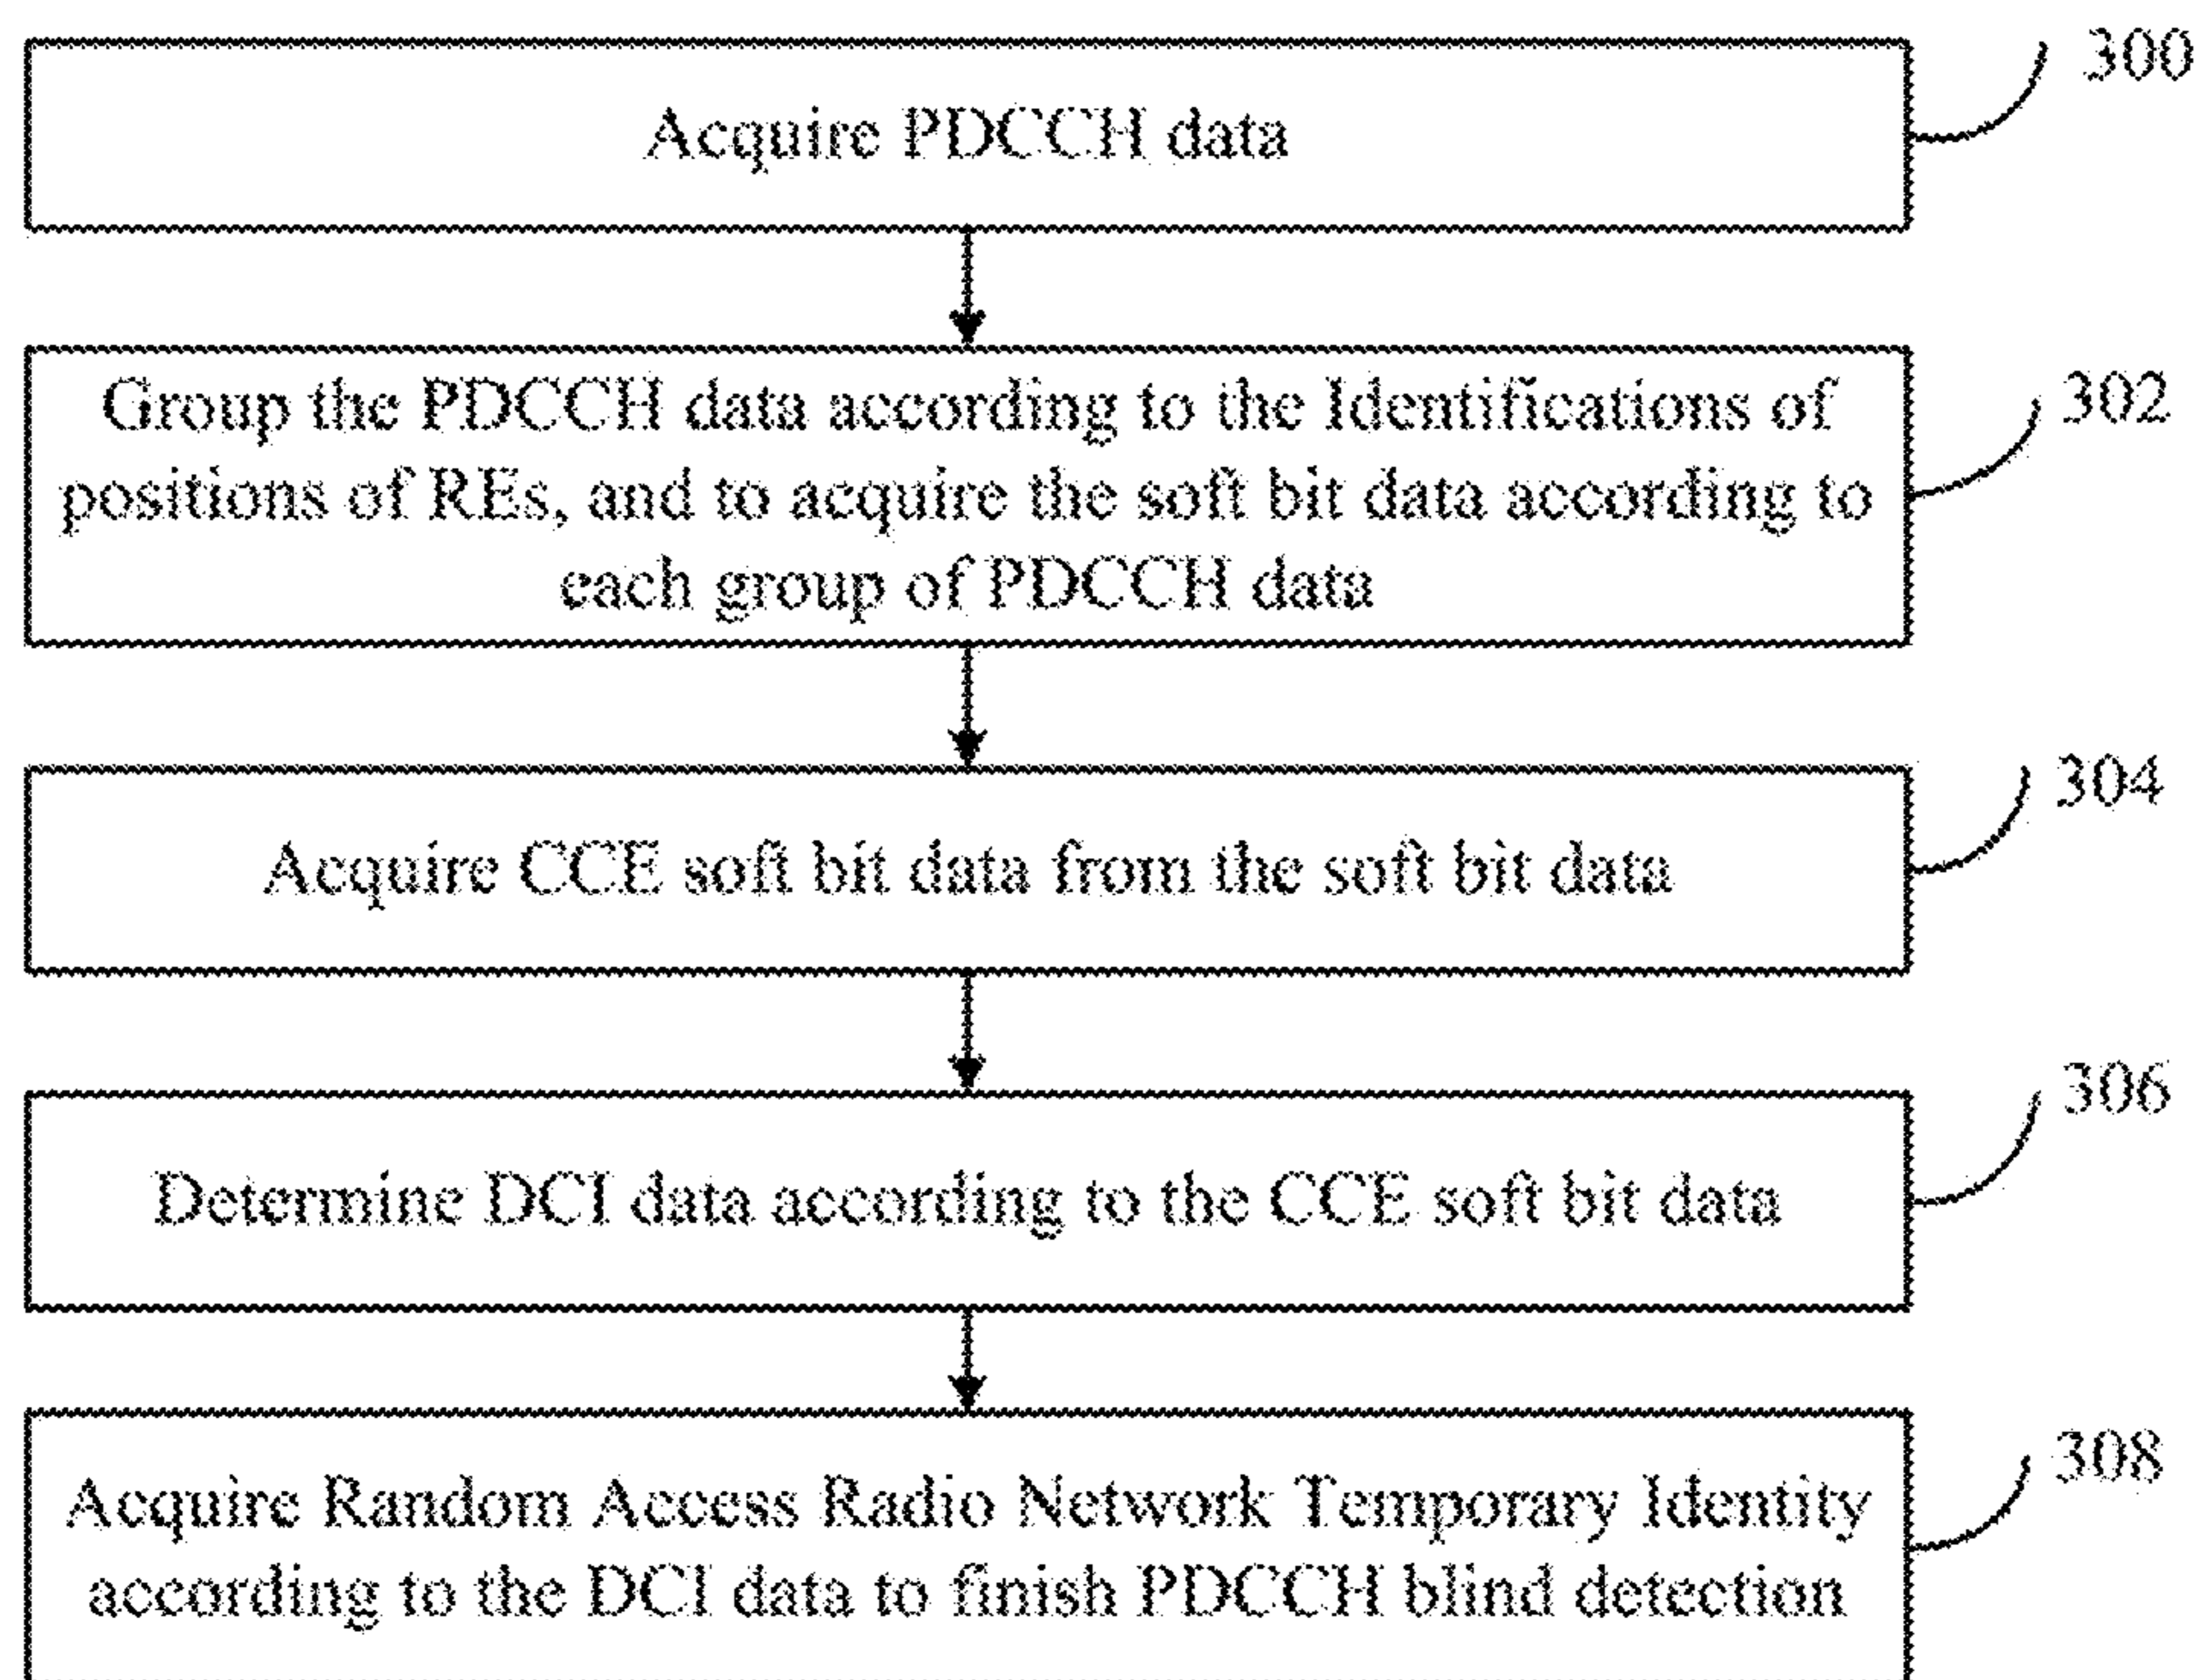 Acquire PDCCH data
300
Group the PDCCH data according to the Identifications of
positions of REs, and to acquire the soft bit data according to
each group of PDCCH data
302
Acquire CCE soft bit data from the soft bit data
304
Determine DCI data according to the CCE soft bit data
306
Acquire Random Access Radio Network Temporary Identity
according to the DCI data to finish PDCCH blind detection
308